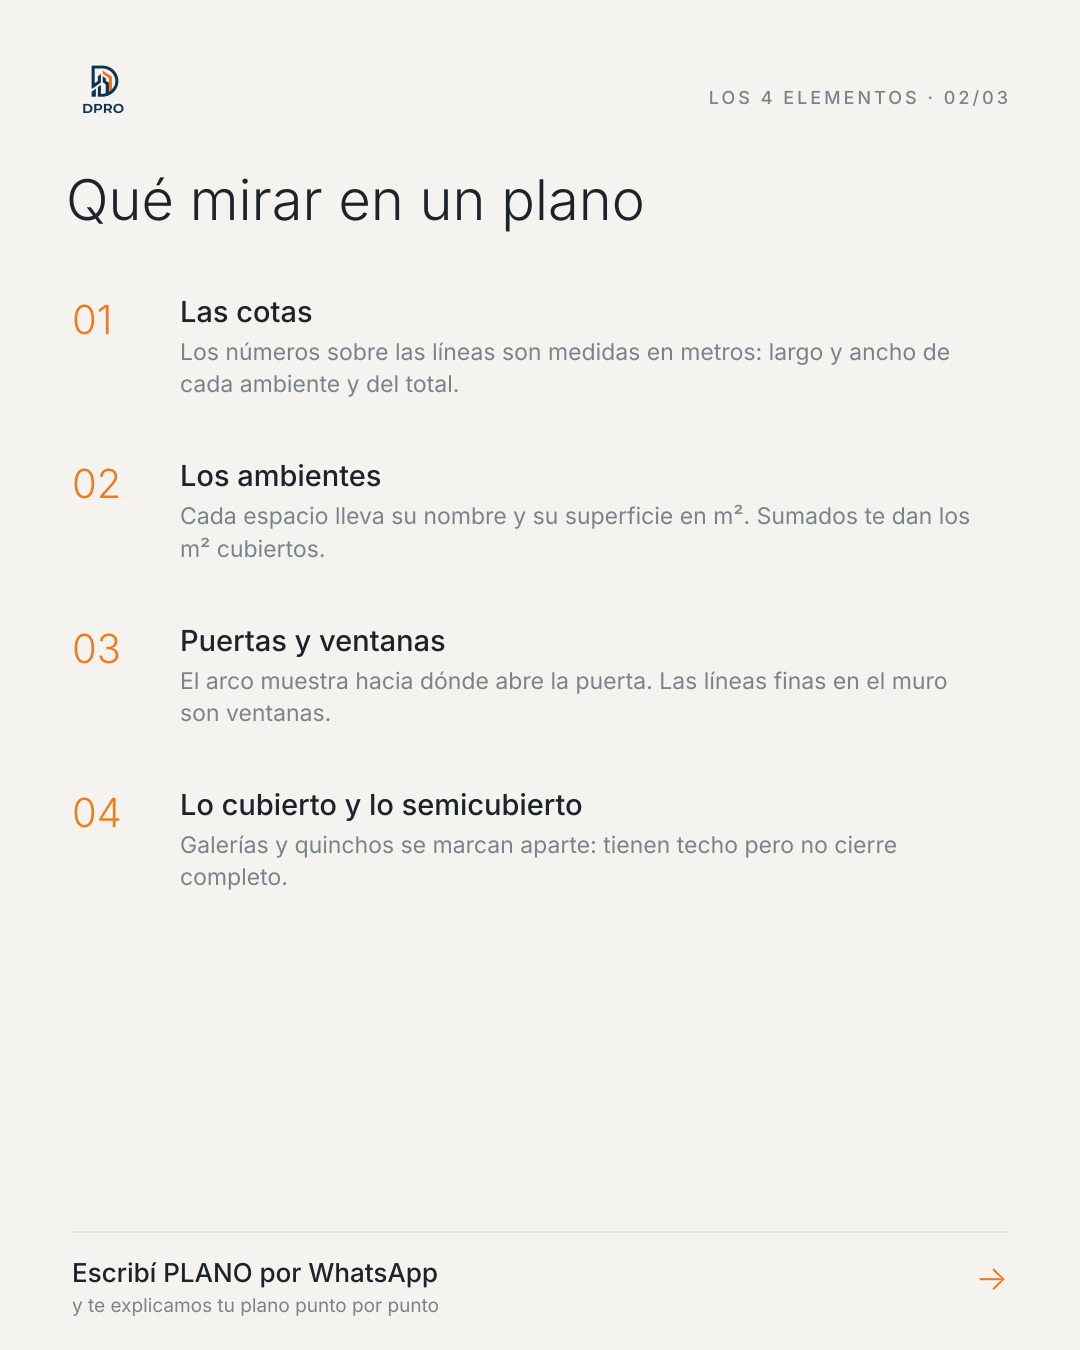 DPRO
LOS 4 ELEMENTOS · 02/03
Qué mirar en un plano
01
Las cotas
Los números sobre las líneas son medidas en metros: largo y ancho de
cada ambiente y del total.
02
Los ambientes
Cada espacio lleva su nombre y su superficie en m². Sumados te dan los
m² cubiertos.
03
Puertas y ventanas
El arco muestra hacia dónde abre la puerta. Las líneas finas en el muro
son ventanas.
04
Lo cubierto y lo semicubierto
Galerías y quinchos se marcan aparte: tienen techo pero no cierre
completo.
Escribí PLANO por WhatsApp
y te explicamos tu plano punto por punto